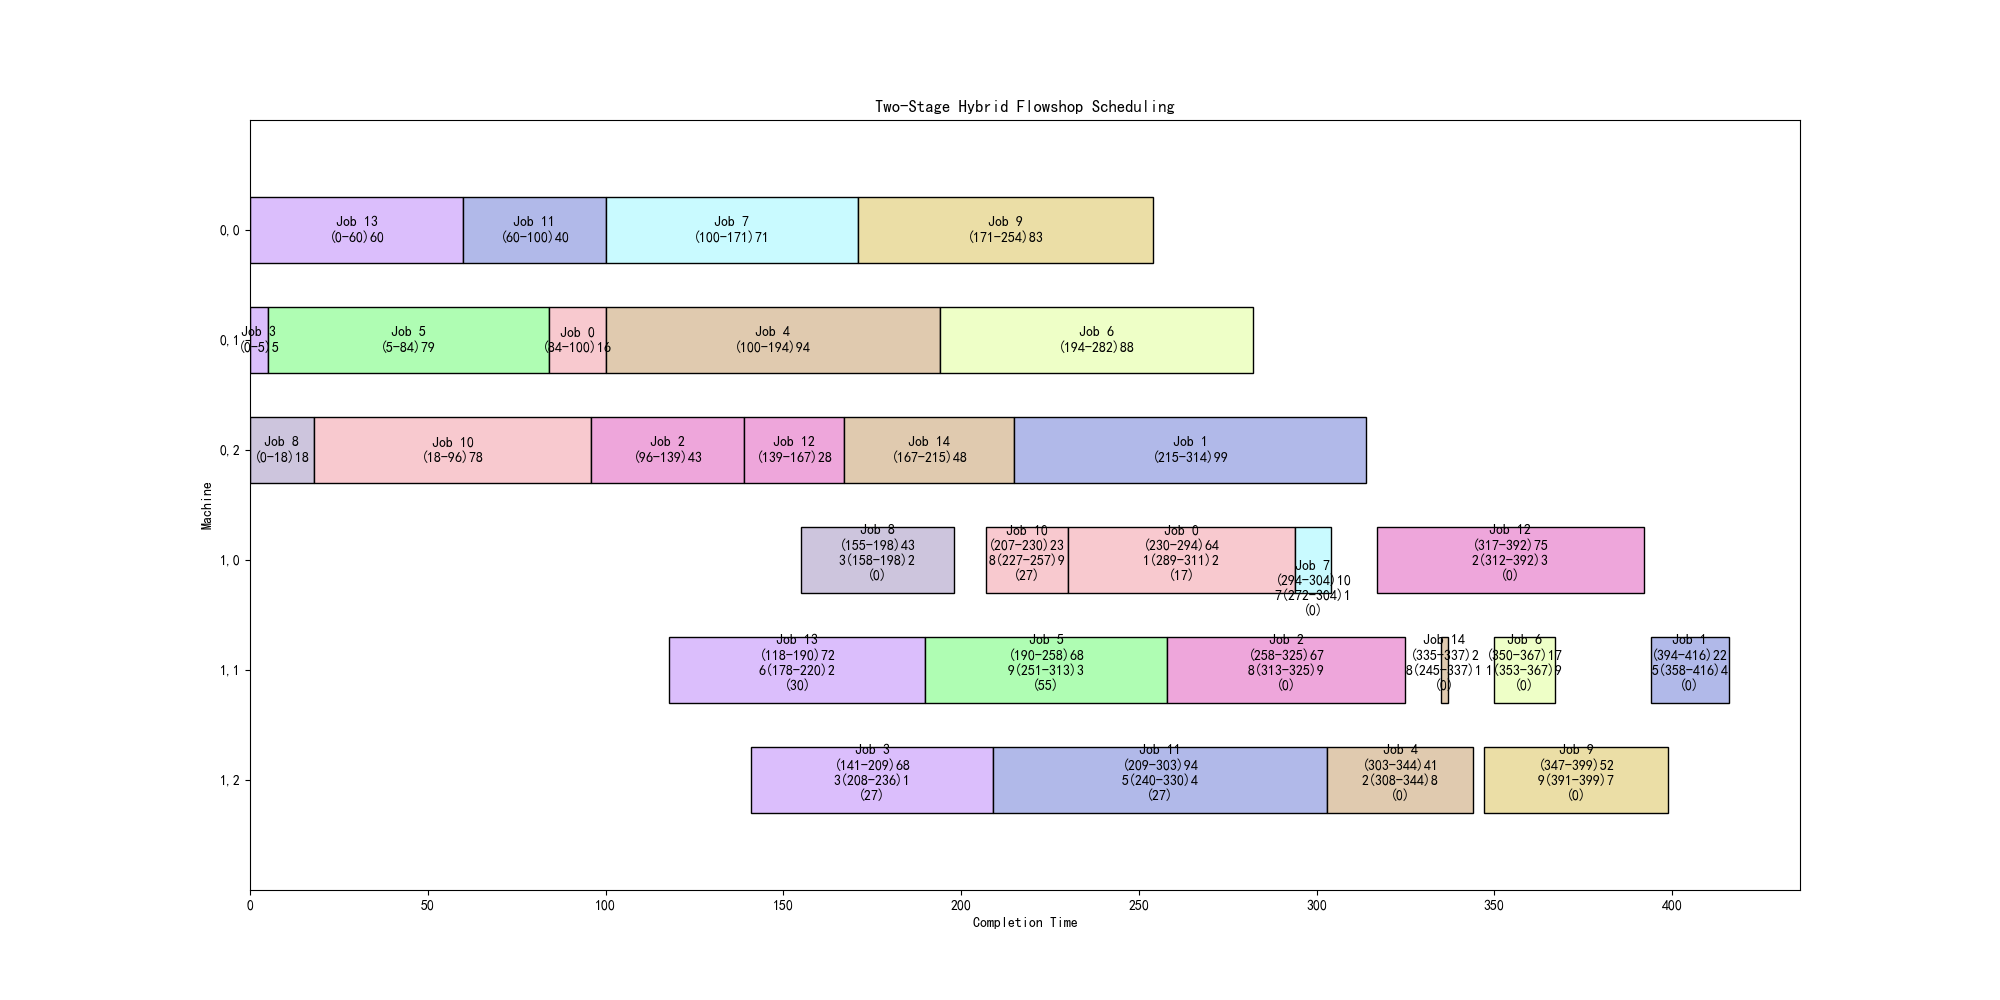 Two-Stage Hybrid Flowshop Scheduling
Machine
0,0
Job 13
(0-60)60
Job 11
(60-100)40
Job 7
(100-171)71
Job 9
(171-254)83
0,1
Job 3
(0-5)5
Job 5
(5-84)79
Job 0
(84-100)16
Job 4
(100-194)94
Job 6
(194-282)88
0,2
Job 8
(0-18)18
Job 10
(18-96)78
Job 2
(96-139)43
Job 12
(139-167)28
Job 14
(167-215)48
Job 1
(215-314)99
1,0
Job 8
(155-198)43
3(158-198)2
(0)
Job 10
(207-230)23
8(227-257)9
(27)
Job 0
(230-294)64
1(289-311)2
(17)
Job 7
(294-304)10
7(272-304)1
(0)
Job 12
(317-392)75
2(312-392)3
(0)
1,1
Job 13
(118-190)72
6(178-220)2
(30)
Job 5
(190-258)68
9(251-313)3
(55)
Job 2
(258-325)67
8(313-325)9
(0)
Job 14
(335-337)2
8(245-337)1
(0)
Job 6
(350-367)17
1(353-367)9
(0)
Job 1
(394-416)22
5(358-416)4
(0)
1,2
Job 3
(141-209)68
3(208-236)1
(27)
Job 11
(209-303)94
5(240-330)4
(27)
Job 4
(303-344)41
2(308-344)8
(0)
Job 9
(347-399)52
9(391-399)7
(0)
0 50 100 150 200 250 300 350 400
Completion Time